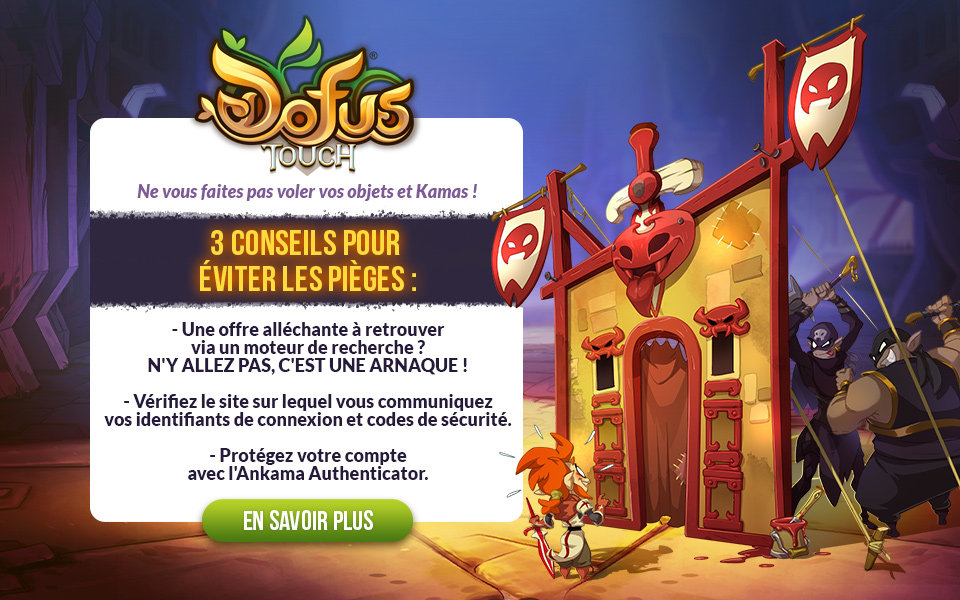 Dofus
TOUCH
Ne vous faites pas voler vos objets et Kamas !
3 CONSEILS POUR
ÉVITER LES PIÈGES :
- Une offre alléchante à retrouver
via un moteur de recherche ?
N'Y ALLEZ PAS, C'EST UNE ARNAQUE !
- Vérifiez le site sur lequel vous communiquez
vos identifiants de connexion et codes de sécurité.
- Protégez votre compte
avec l'Ankama Authenticator.
EN SAVOIR PLUS